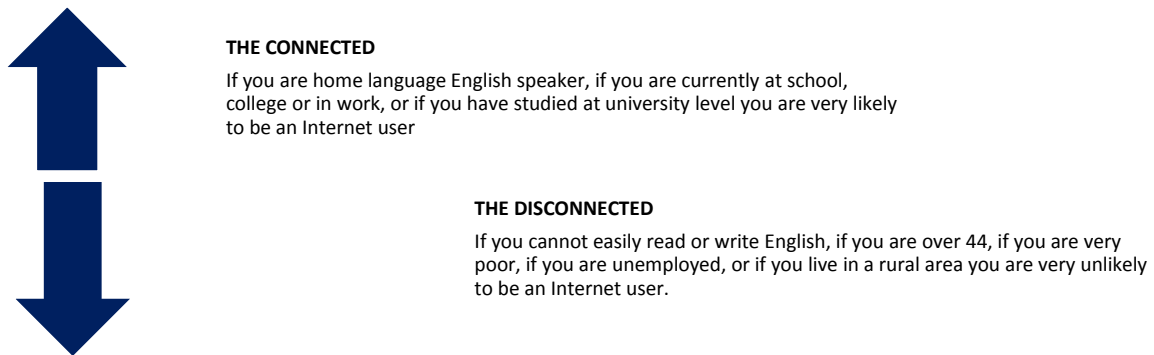 THE CONNECTED
If you are home language English speaker, if you are currently at school,
college or in work, or if you have studied at university level you are very likely
to be an Internet user
THE DISCONNECTED
If you cannot easily read or write English, if you are over 44, if you are very
poor, if you are unemployed, or if you live in a rural area you are very unlikely
to be an Internet user.